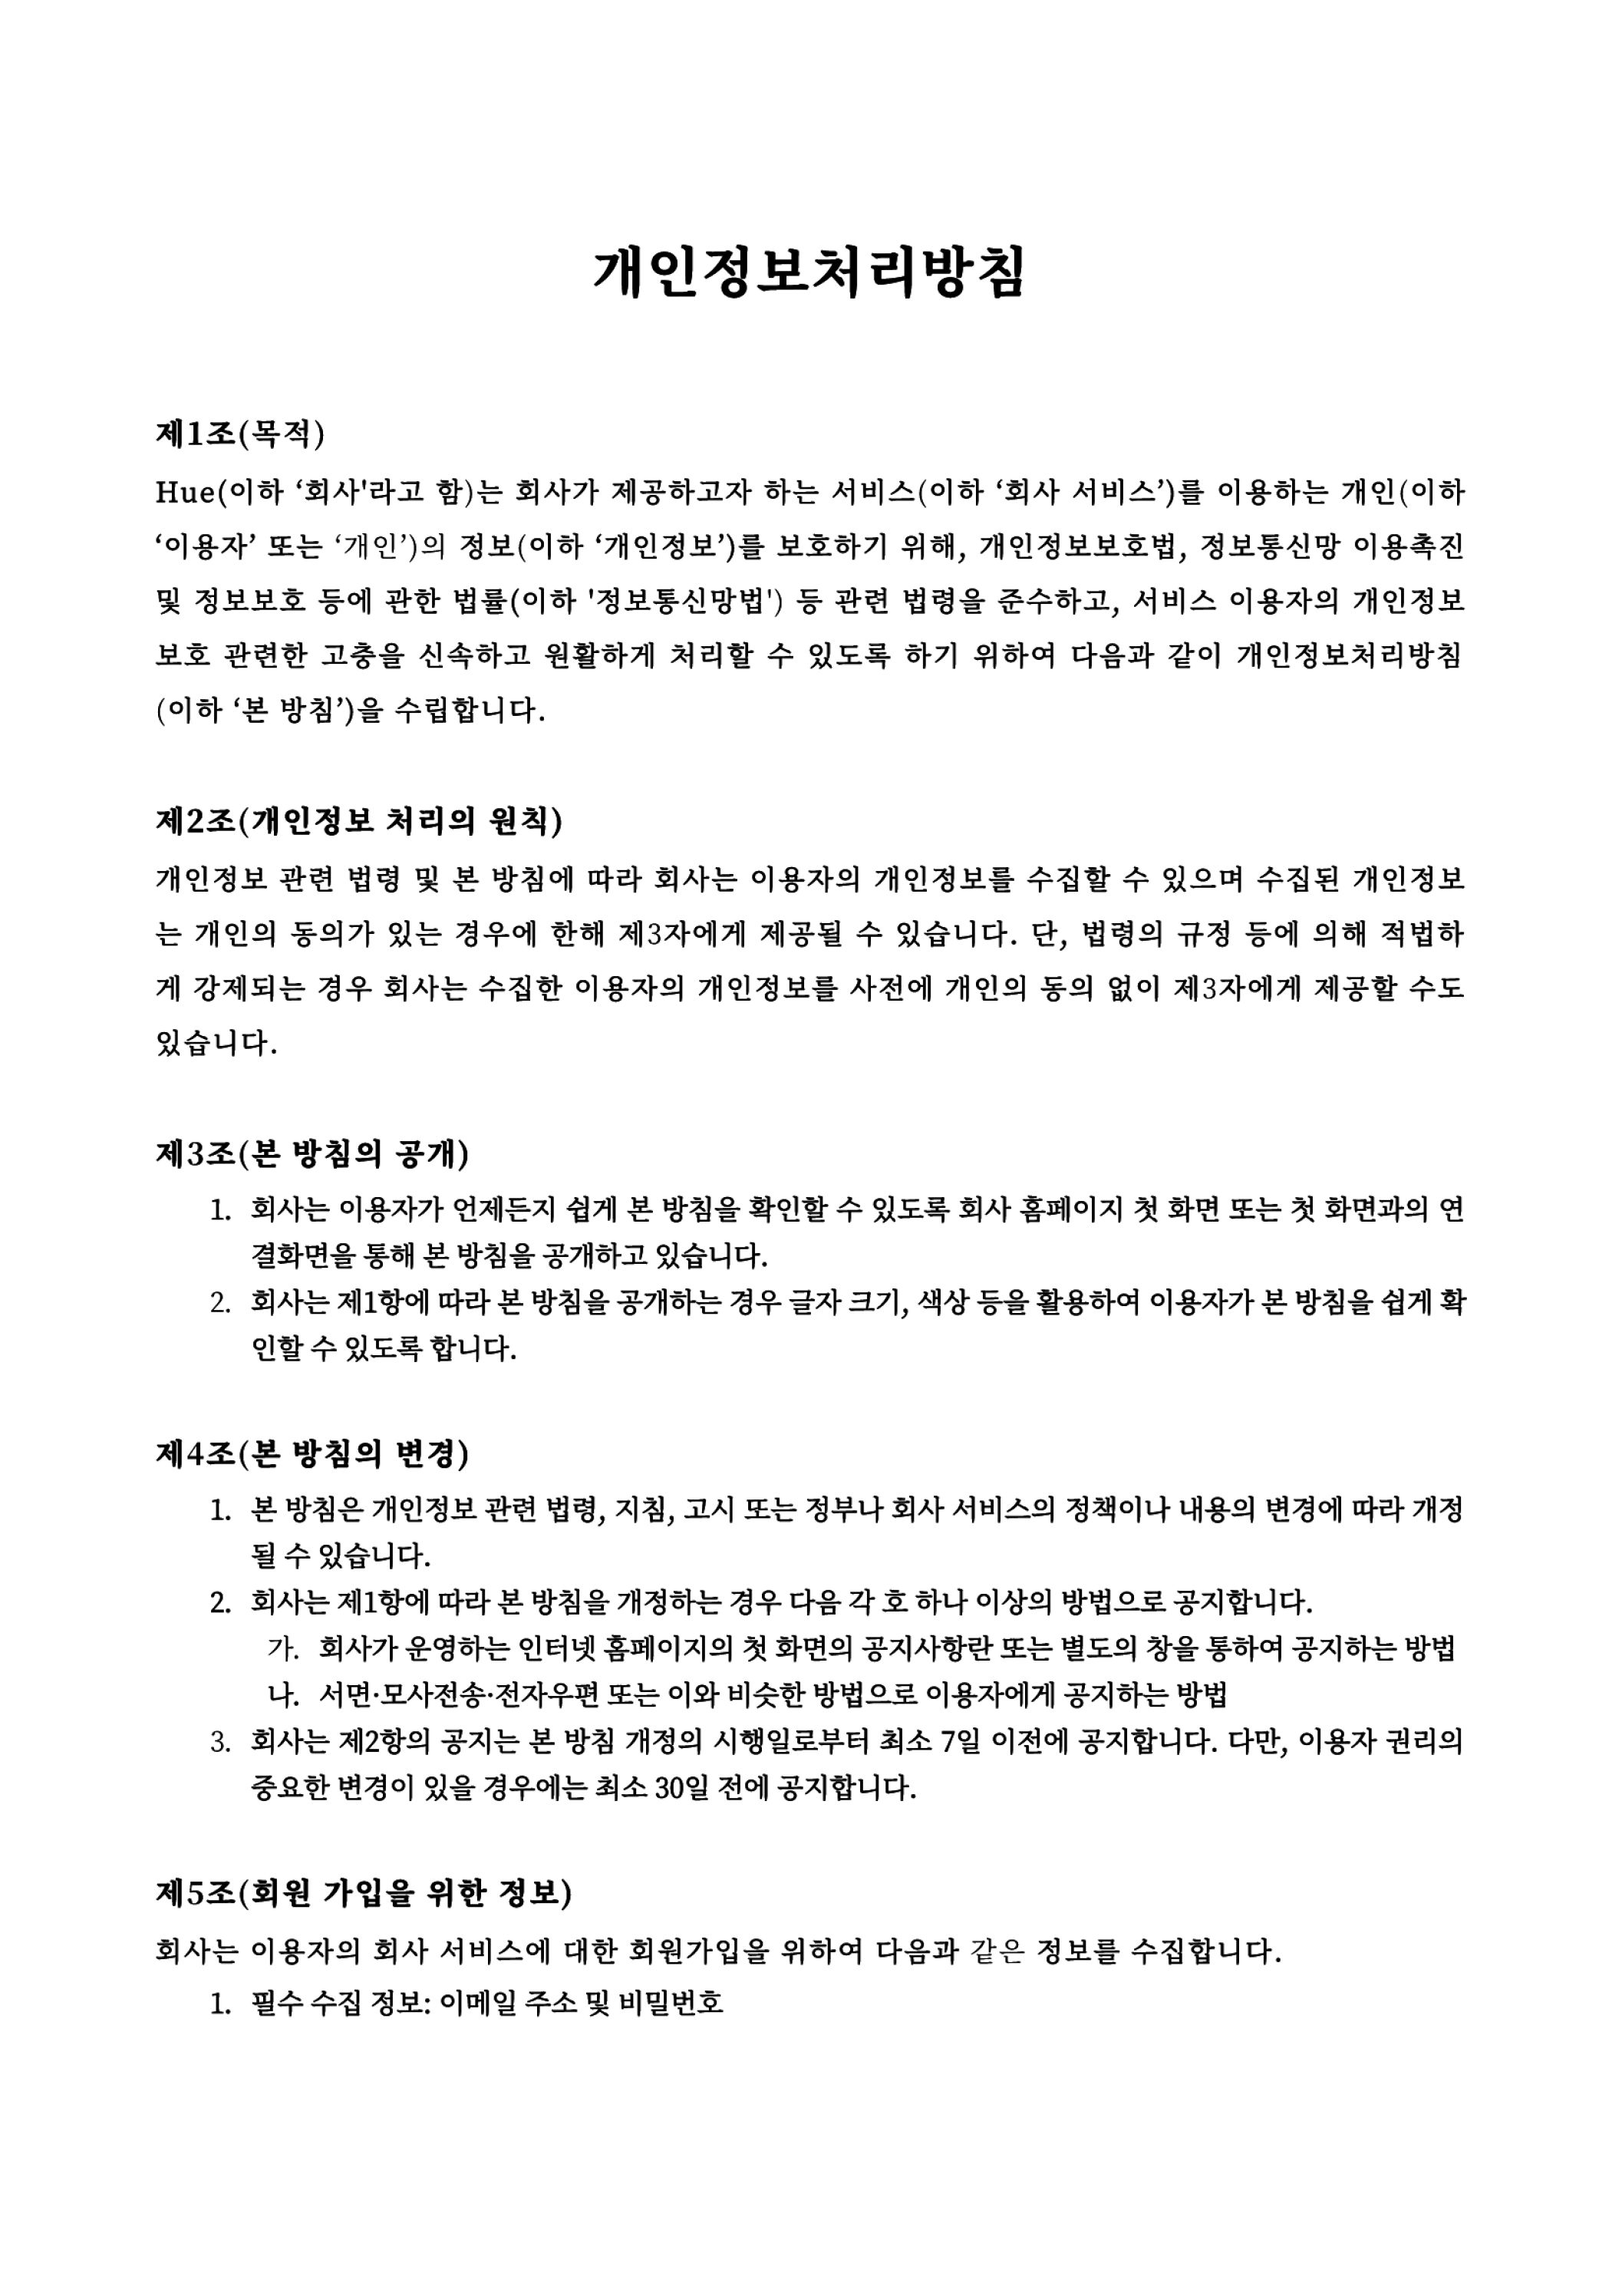 개인정보처리방침
제1조(목적)
Hue(이하 ‘회사'라고 함)는 회사가 제공하고자 하는 서비스(이하 ‘회사 서비스’)를 이용하는 개인(이하
‘이용자’ 또는 ‘개인’)의 정보(이하 ‘개인정보’)를 보호하기 위해, 개인정보보호법, 정보통신망 이용촉진
및 정보보호 등에 관한 법률(이하 '정보통신망법') 등 관련 법령을 준수하고, 서비스 이용자의 개인정보
보호 관련한 고충을 신속하고 원활하게 처리할 수 있도록 하기 위하여 다음과 같이 개인정보처리방침
(이하 ‘본 방침’)을 수립합니다.
제2조(개인정보 처리의 원칙)
개인정보 관련 법령 및 본 방침에 따라 회사는 이용자의 개인정보를 수집할 수 있으며 수집된 개인정보
는 개인의 동의가 있는 경우에 한해 제3자에게 제공될 수 있습니다. 단, 법령의 규정 등에 의해 적법하
게 강제되는 경우 회사는 수집한 이용자의 개인정보를 사전에 개인의 동의 없이 제3자에게 제공할 수도
있습니다.
제3조(본 방침의 공개)
1. 회사는 이용자가 언제든지 쉽게 본 방침을 확인할 수 있도록 회사 홈페이지 첫 화면 또는 첫 화면과의 연
결화면을 통해 본 방침을 공개하고 있습니다.
2. 회사는 제1항에 따라 본 방침을 공개하는 경우 글자 크기, 색상 등을 활용하여 이용자가 본 방침을 쉽게 확
인할 수 있도록 합니다.
제4조(본 방침의 변경)
1. 본 방침은 개인정보 관련 법령, 지침, 고시 또는 정부나 회사 서비스의 정책이나 내용의 변경에 따라 개정
될 수 있습니다.
2. 회사는 제1항에 따라 본 방침을 개정하는 경우 다음 각 호 하나 이상의 방법으로 공지합니다.
가. 회사가 운영하는 인터넷 홈페이지의 첫 화면의 공지사항란 또는 별도의 창을 통하여 공지하는 방법
나. 서면·모사전송·전자우편 또는 이와 비슷한 방법으로 이용자에게 공지하는 방법
3. 회사는 제2항의 공지는 본 방침 개정의 시행일로부터 최소 7일 이전에 공지합니다. 다만, 이용자 권리의
중요한 변경이 있을 경우에는 최소 30일 전에 공지합니다.
제5조(회원 가입을 위한 정보)
회사는 이용자의 회사 서비스에 대한 회원가입을 위하여 다음과 같은 정보를 수집합니다.
1. 필수 수집 정보: 이메일 주소 및 비밀번호